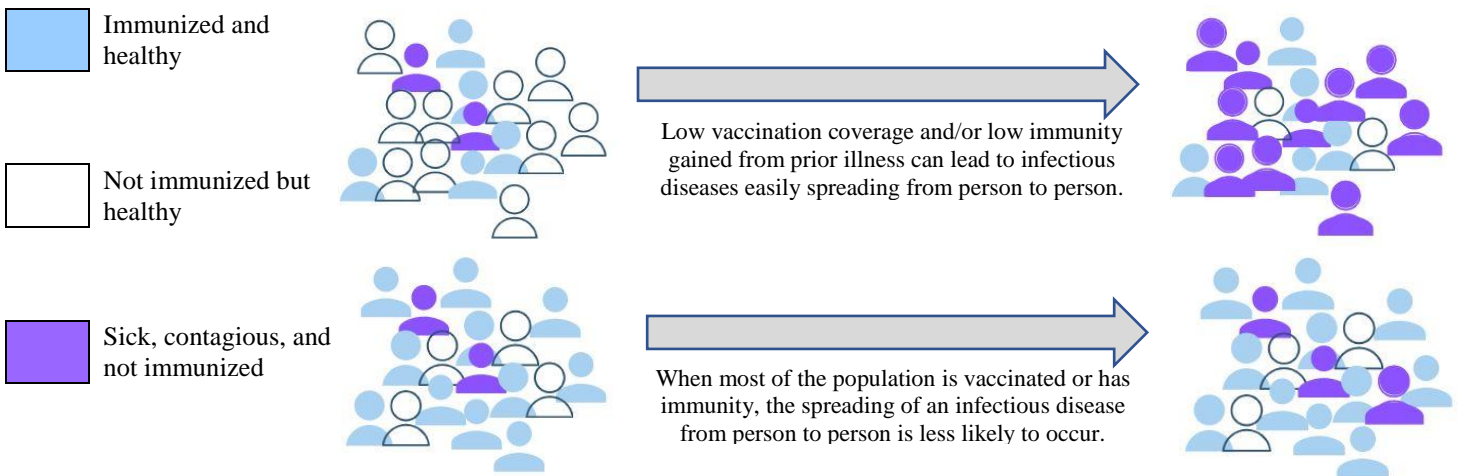 Immunized and
healthy
Low vaccination coverage and/or low immunity
gained from prior illness can lead to infectious
diseases easily spreading from person to person.
Not immunized but
healthy
Sick, contagious, and
not immunized
When most of the population is vaccinated or has
immunity, the spreading of an infectious disease
from person to person is less likely to occur.